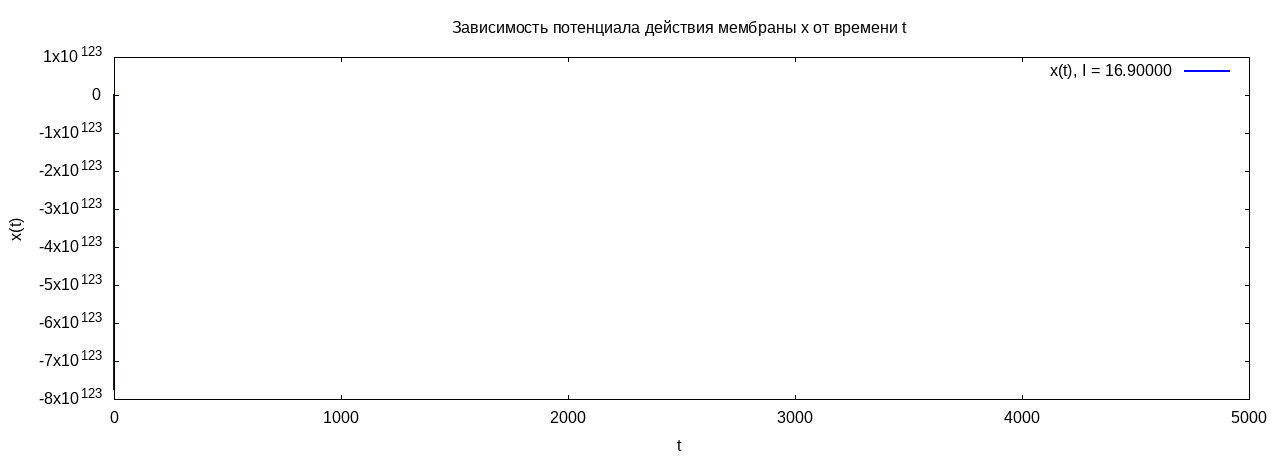 Зависимость потенциала действия мембраны x от времени t
x(t), I = 16.90000
1x10^123
0
-1x10^123
-2x10^123
-3x10^123
-4x10^123
-5x10^123
-6x10^123
-7x10^123
-8x10^123
x(t)
0 1000 2000 3000 4000 5000
t